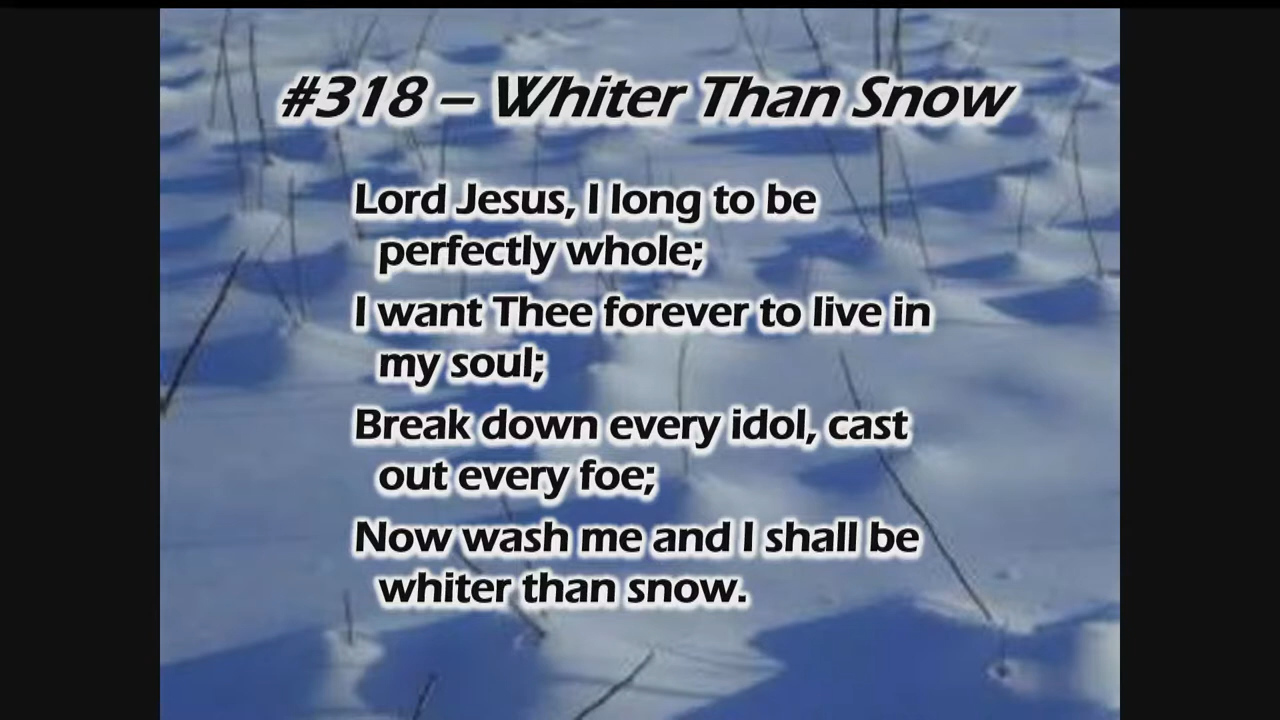 #318 – Whiter Than Snow
Lord Jesus, I long to be
perfectly whole;
I want Thee forever to live in
my soul;
Break down every idol, cast
out every foe;
Now wash me and I shall be
whiter than snow.